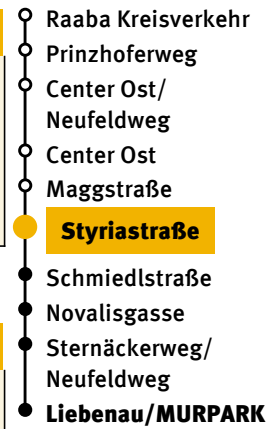 Raaba Kreisverkehr
Prinzhoferweg
Center Ost/
Neufeldweg
Center Ost
Maggstraße
Styriastraße
Schmiedlstraße
Novalisgasse
Sternäckerweg/
Neufeldweg
Liebenau/MURPARK